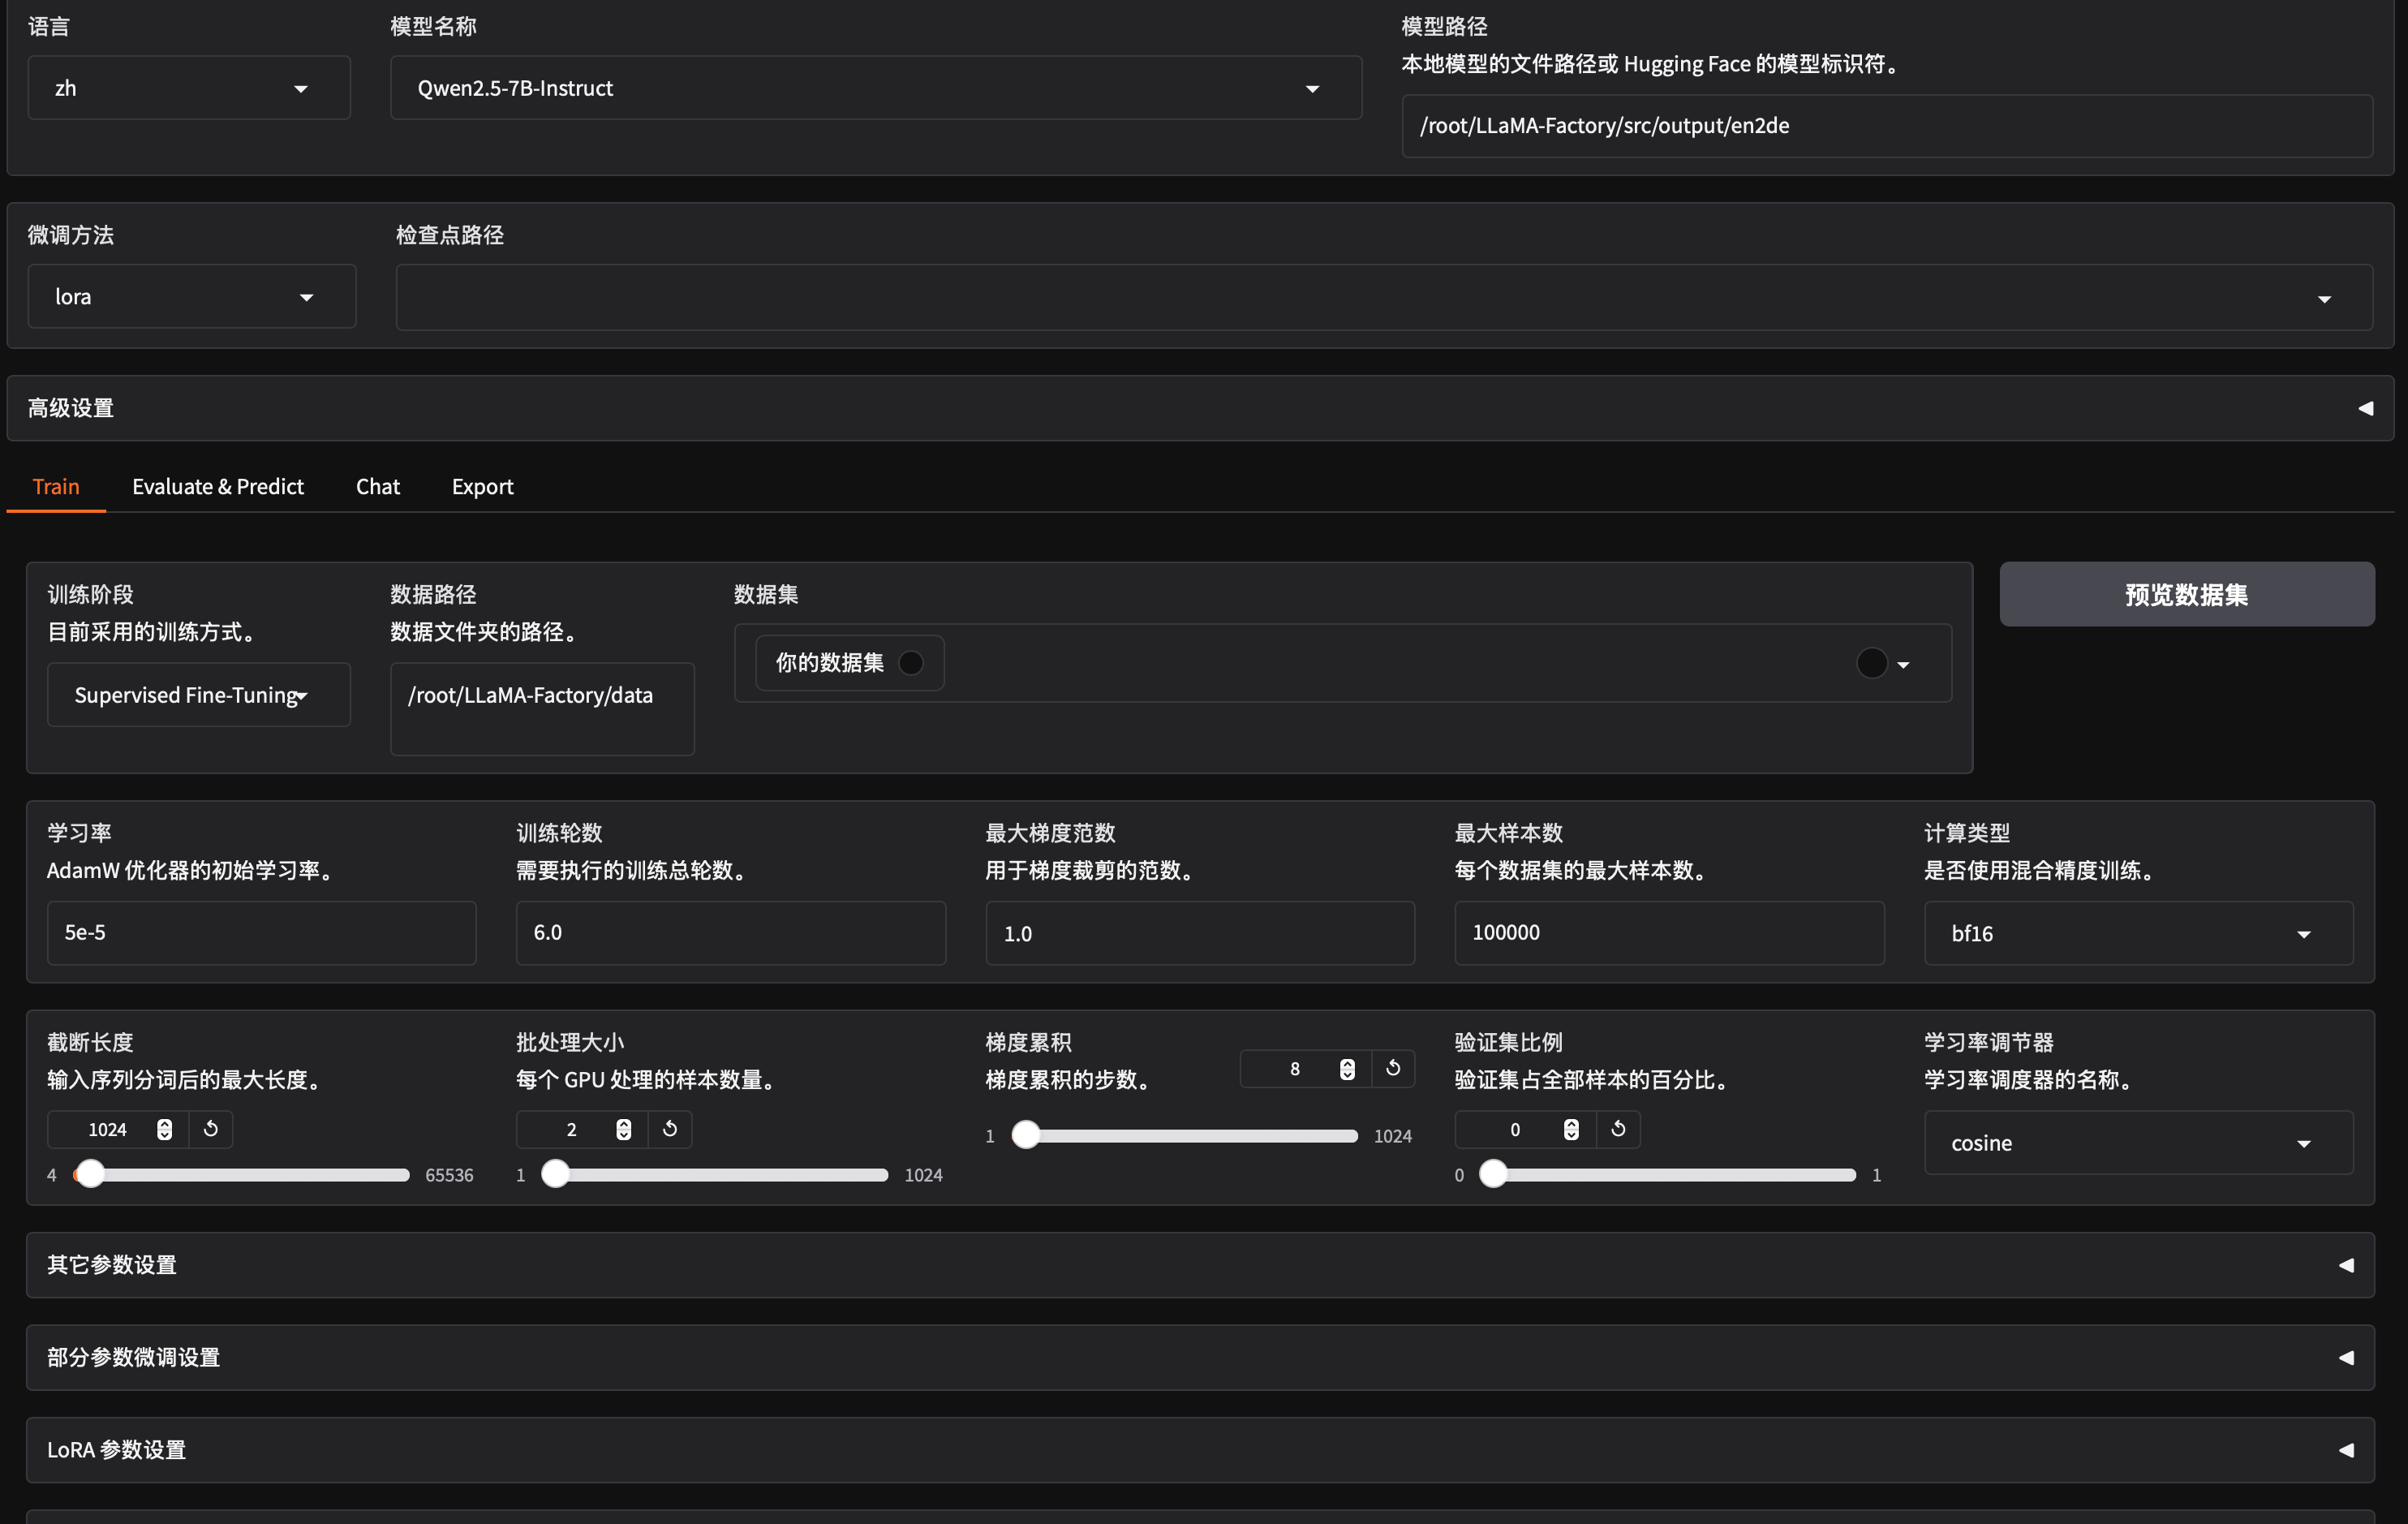 语言
zh
模型名称
Qwen2.5-7B-Instruct
模型路径
本地模型的文件路径或 Hugging Face 的模型标识符。
/root/LLaMA-Factory/src/output/en2de
微调方法
lora
检查点路径
高级设置
Train
Evaluate & Predict
Chat
Export
训练阶段
目前采用的训练方式。
Supervised Fine-Tuning
数据路径
数据文件夹的路径。
/root/LLaMA-Factory/data
数据集
你的数据集
预览数据集
学习率
AdamW 优化器的初始学习率。
5e-5
训练轮数
需要执行的训练总轮数。
6.0
最大梯度范数
用于梯度裁剪的范数。
1.0
最大样本数
每个数据集的最大样本数。
100000
计算类型
是否使用混合精度训练。
bf16
截断长度
输入序列分词后的最大长度。
1024
4
65536
批处理大小
每个 GPU 处理的样本数量。
2
1
1024
梯度累积
梯度累积的步数。
8
1
1024
验证集比例
验证集占全部样本的百分比。
0
0
1
学习率调节器
学习率调度器的名称。
cosine
其它参数设置
部分参数微调设置
LoRA 参数设置